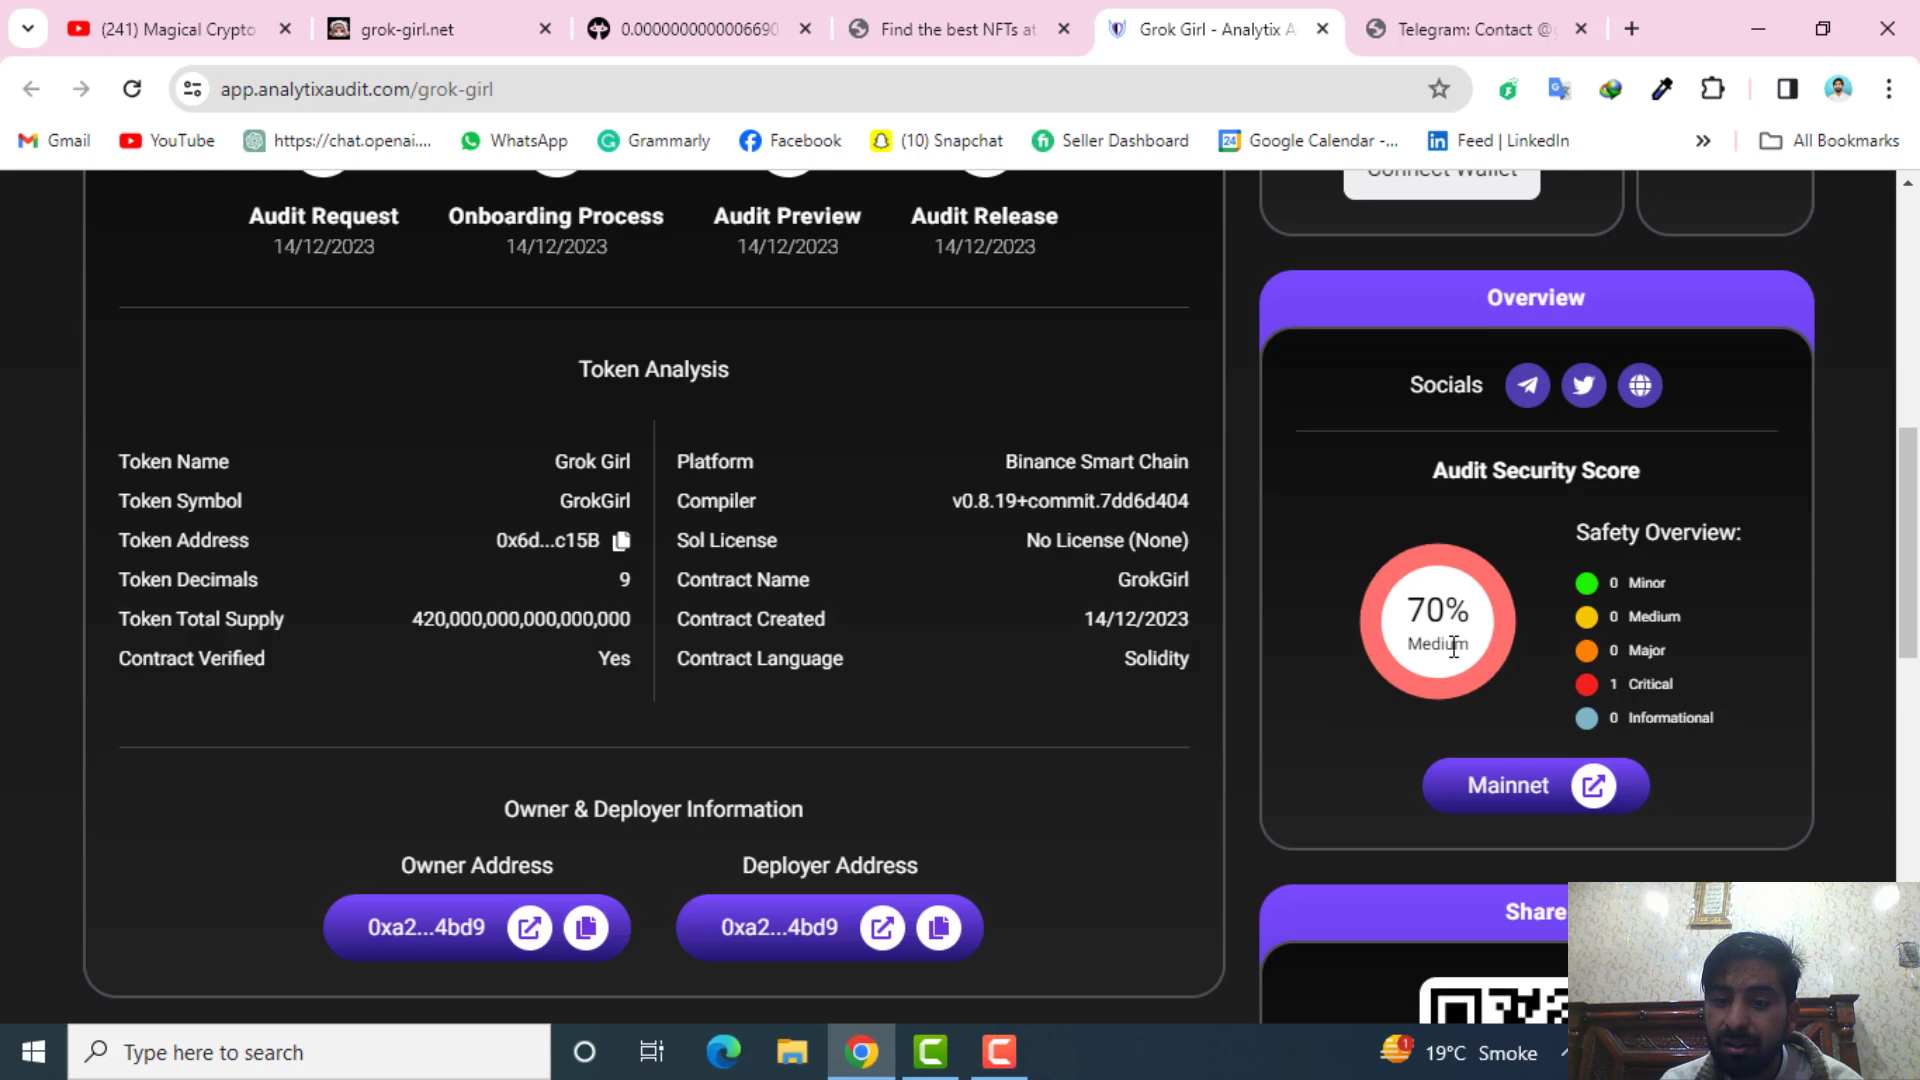 (241) Magical Crypto
grok-girl.net
0.0000000000006690
Find the best NFTs at
Grok Girl - Analytix A
Telegram: Contact @g
app.analytixaudit.com/grok-girl
Gmail
YouTube
https://chat.openai....
WhatsApp
Grammarly
Facebook
(10) Snapchat
Seller Dashboard
Google Calendar -...
Feed | LinkedIn
All Bookmarks
Connect Wallet
Audit Request
14/12/2023
Onboarding Process
14/12/2023
Audit Preview
14/12/2023
Audit Release
14/12/2023
Token Analysis
Token Name Grok Girl
Token Symbol GrokGirl
Token Address 0x6d...c15B
Token Decimals 9
Token Total Supply 420,000,000,000,000,000
Contract Verified Yes
Platform Binance Smart Chain
Compiler v0.8.19+commit.7dd6d404
Sol License No License (None)
Contract Name GrokGirl
Contract Created 14/12/2023
Contract Language Solidity
Owner & Deployer Information
Owner Address
0xa2...4bd9
Deployer Address
0xa2...4bd9
Overview
Socials
Audit Security Score
70%
Medium
Safety Overview:
0 Minor
0 Medium
0 Major
1 Critical
0 Informational
Mainnet
Share
Type here to search
1
19°C Smoke